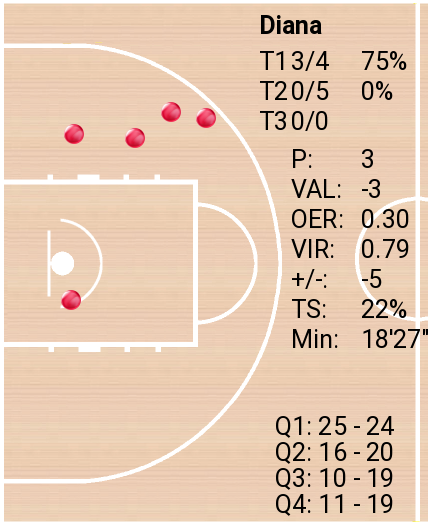 Diana
T1 3/4 75%
T2 0/5 0%
T3 0/0
P: 3
VAL: -3
OER: 0.30
VIR: 0.79
+/-: -5
TS: 22%
Min: 18'27"
Q1: 25 - 24
Q2: 16 - 20
Q3: 10 - 19
Q4: 11 - 19